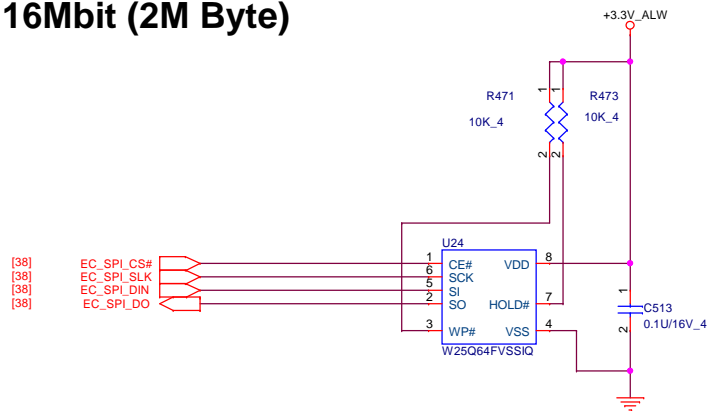 16Mbit (2M Byte)
+3.3V_ALW
1
1
R471
R473
10K_4
10K_4
2
2
U24
[38]
EC_SPI_CS#
1
CE#
VDD
8
[38]
EC_SPI_SLK
6
SCK
[38]
EC_SPI_DIN
5
SI
[38]
EC_SPI_DO
2
SO
HOLD#
7
3
WP#
VSS
4
W25Q64FVSSIQ
1
C513
2
0.1U/16V_4